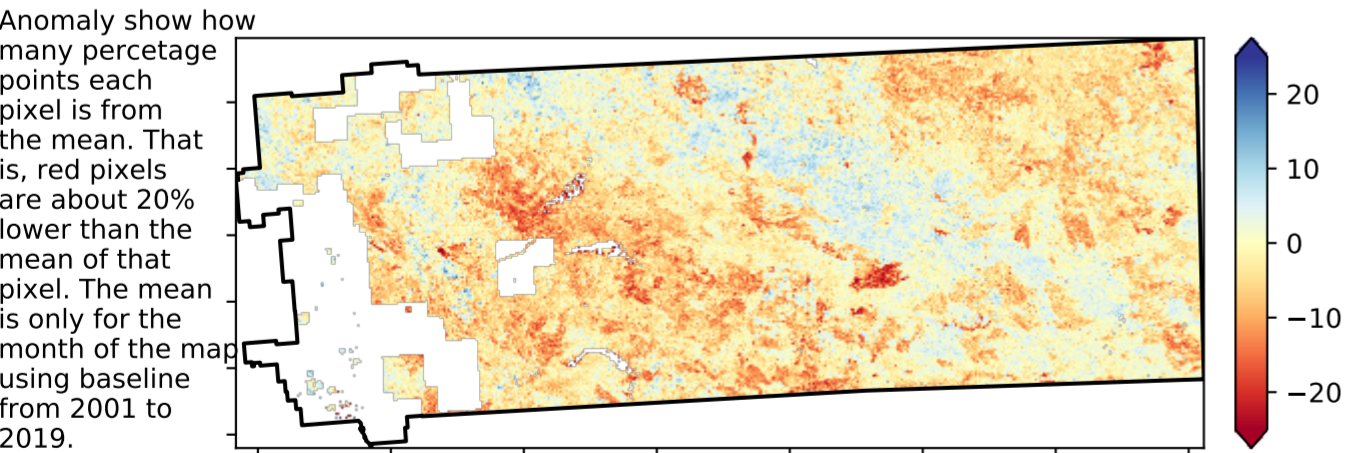 Anomaly show how
many percetage
points each
pixel is from
the mean. That
is, red pixels
are about 20%
lower than the
mean of that
pixel. The mean
is only for the
month of the map
using baseline
from 2001 to
2019.
20
10
0
−10
−20